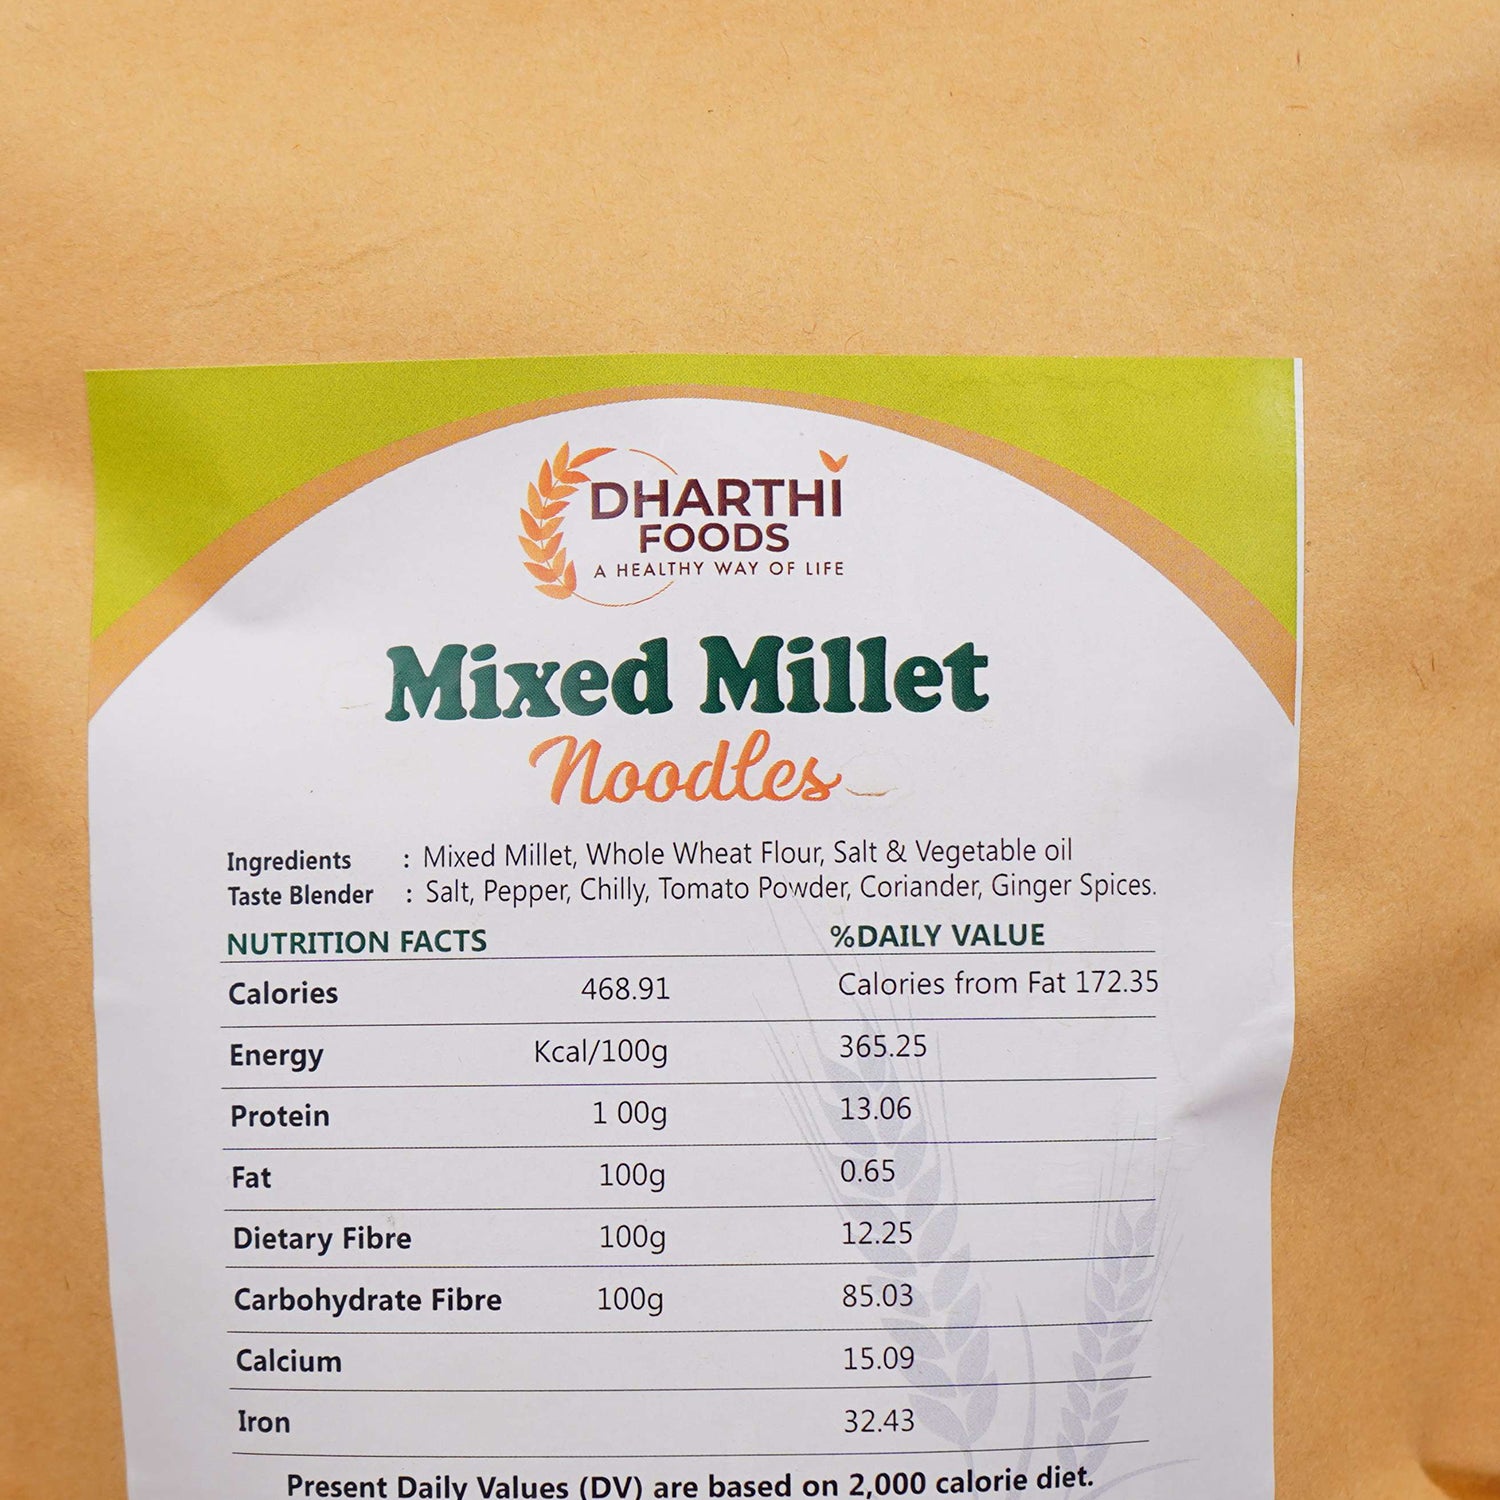 DHARTHI
FOODS
A HEALTHY WAY OF LIFE
Mixed Millet
Noodles
Ingredients : Mixed Millet, Whole Wheat Flour, Salt & Vegetable oil
Taste Blender : Salt, Pepper, Chilly, Tomato Powder, Coriander, Ginger Spices.
NUTRITION FACTS %DAILY VALUE
Calories 468.91 Calories from Fat 172.35
Energy Kcal/100g 365.25
Protein 1 00g 13.06
Fat 100g 0.65
Dietary Fibre 100g 12.25
Carbohydrate Fibre 100g 85.03
Calcium 15.09
Iron 32.43
Present Daily Values (DV) are based on 2,000 calorie diet.